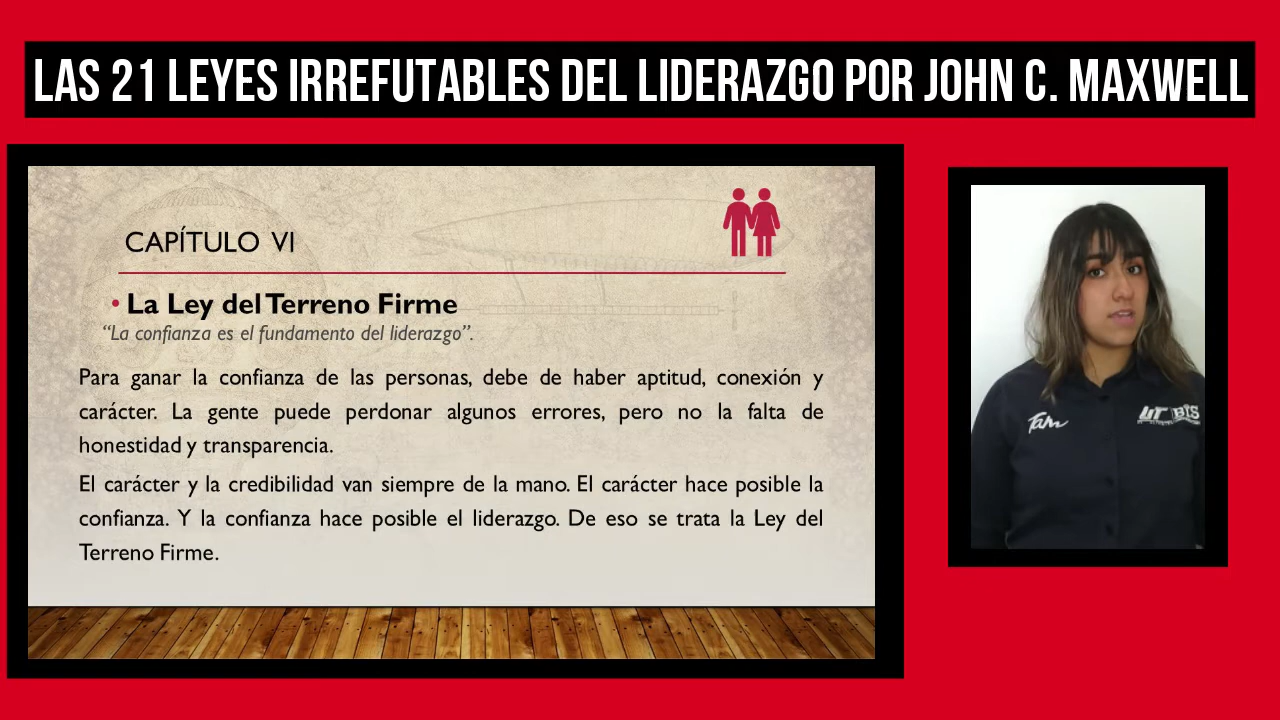 LAS 21 LEYES IRREFUTABLES DEL LIDERAZGO POR JOHN C. MAXWELL
CAPÍTULO VI
• La Ley del Terreno Firme
“La confianza es el fundamento del liderazgo”.
Para ganar la confianza de las personas, debe de haber aptitud, conexión y
carácter. La gente puede perdonar algunos errores, pero no la falta de
honestidad y transparencia.
El carácter y la credibilidad van siempre de la mano. El carácter hace posible la
confianza. Y la confianza hace posible el liderazgo. De eso se trata la Ley del
Terreno Firme.
Tam
UT BIS